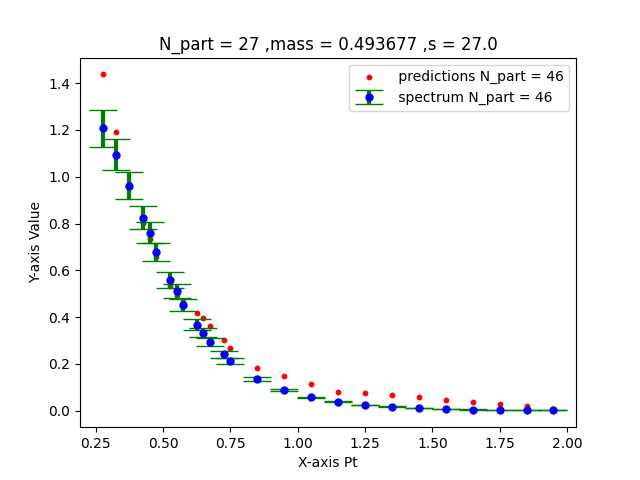 N_part = 27 ,mass = 0.493677 ,s = 27.0
predictions N_part = 46
spectrum N_part = 46
Y-axis Value
1.4
1.2
1.0
0.8
0.6
0.4
0.2
0.0
0.25 0.50 0.75 1.00 1.25 1.50 1.75 2.00
X-axis Pt